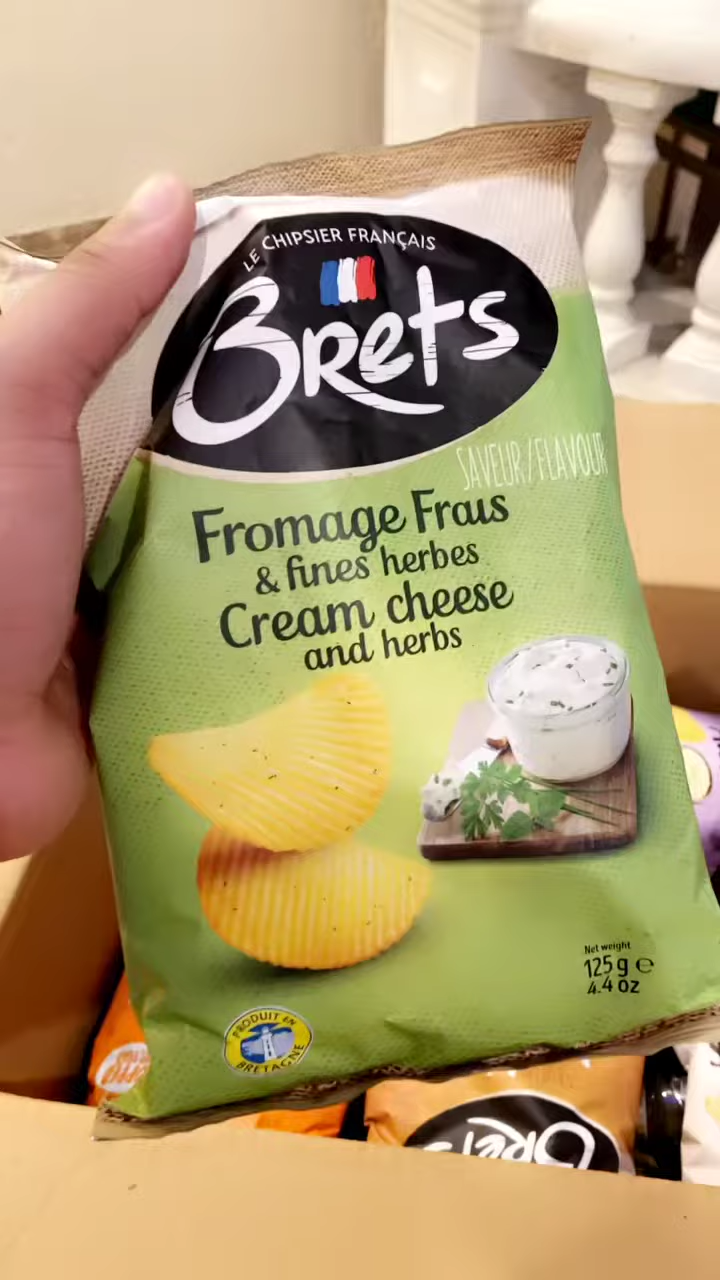 LE CHIPSIER FRANÇAIS
Brets
SAVEUR/FLAVOUR
Fromage Frais
& fines herbes
Cream cheese
and herbs
Net weight
125 g ℮
4.4 oz
PRODUIT EN
BRETAGNE
Brets